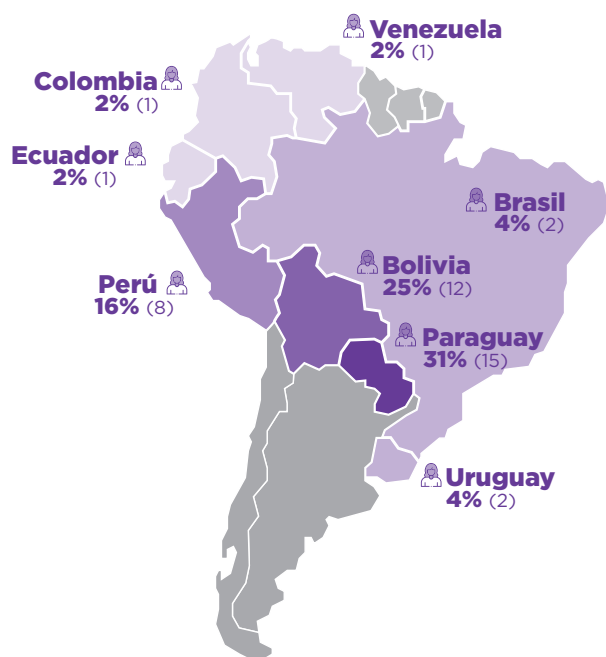 Venezuela
2% (1)
Colombia
2% (1)
Ecuador
2% (1)
Brasil
4% (2)
Bolivia
25% (12)
Perú
16% (8)
Paraguay
31% (15)
Uruguay
4% (2)